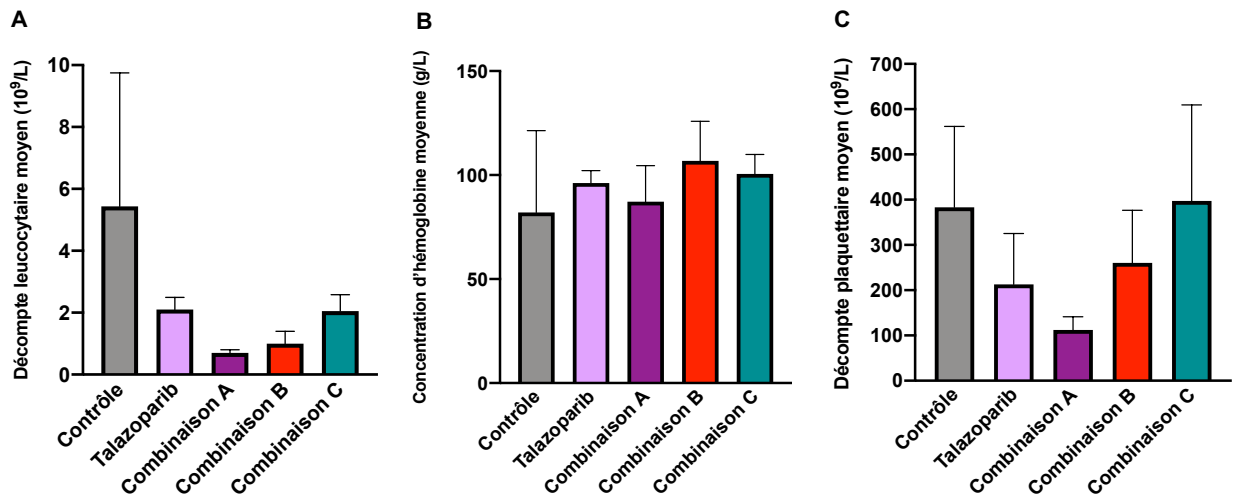 A
Décompte leucocytaire moyen (10⁹/L)
10
8
6
4
2
0
Contrôle
Talazoparib
Combinaison A
Combinaison B
Combinaison C
B
Concentration d'hémoglobine moyenne (g/L)
150
100
50
0
Contrôle
Talazoparib
Combinaison A
Combinaison B
Combinaison C
C
Décompte plaquettaire moyen (10⁹/L)
700
600
500
400
300
200
100
0
Contrôle
Talazoparib
Combinaison A
Combinaison B
Combinaison C